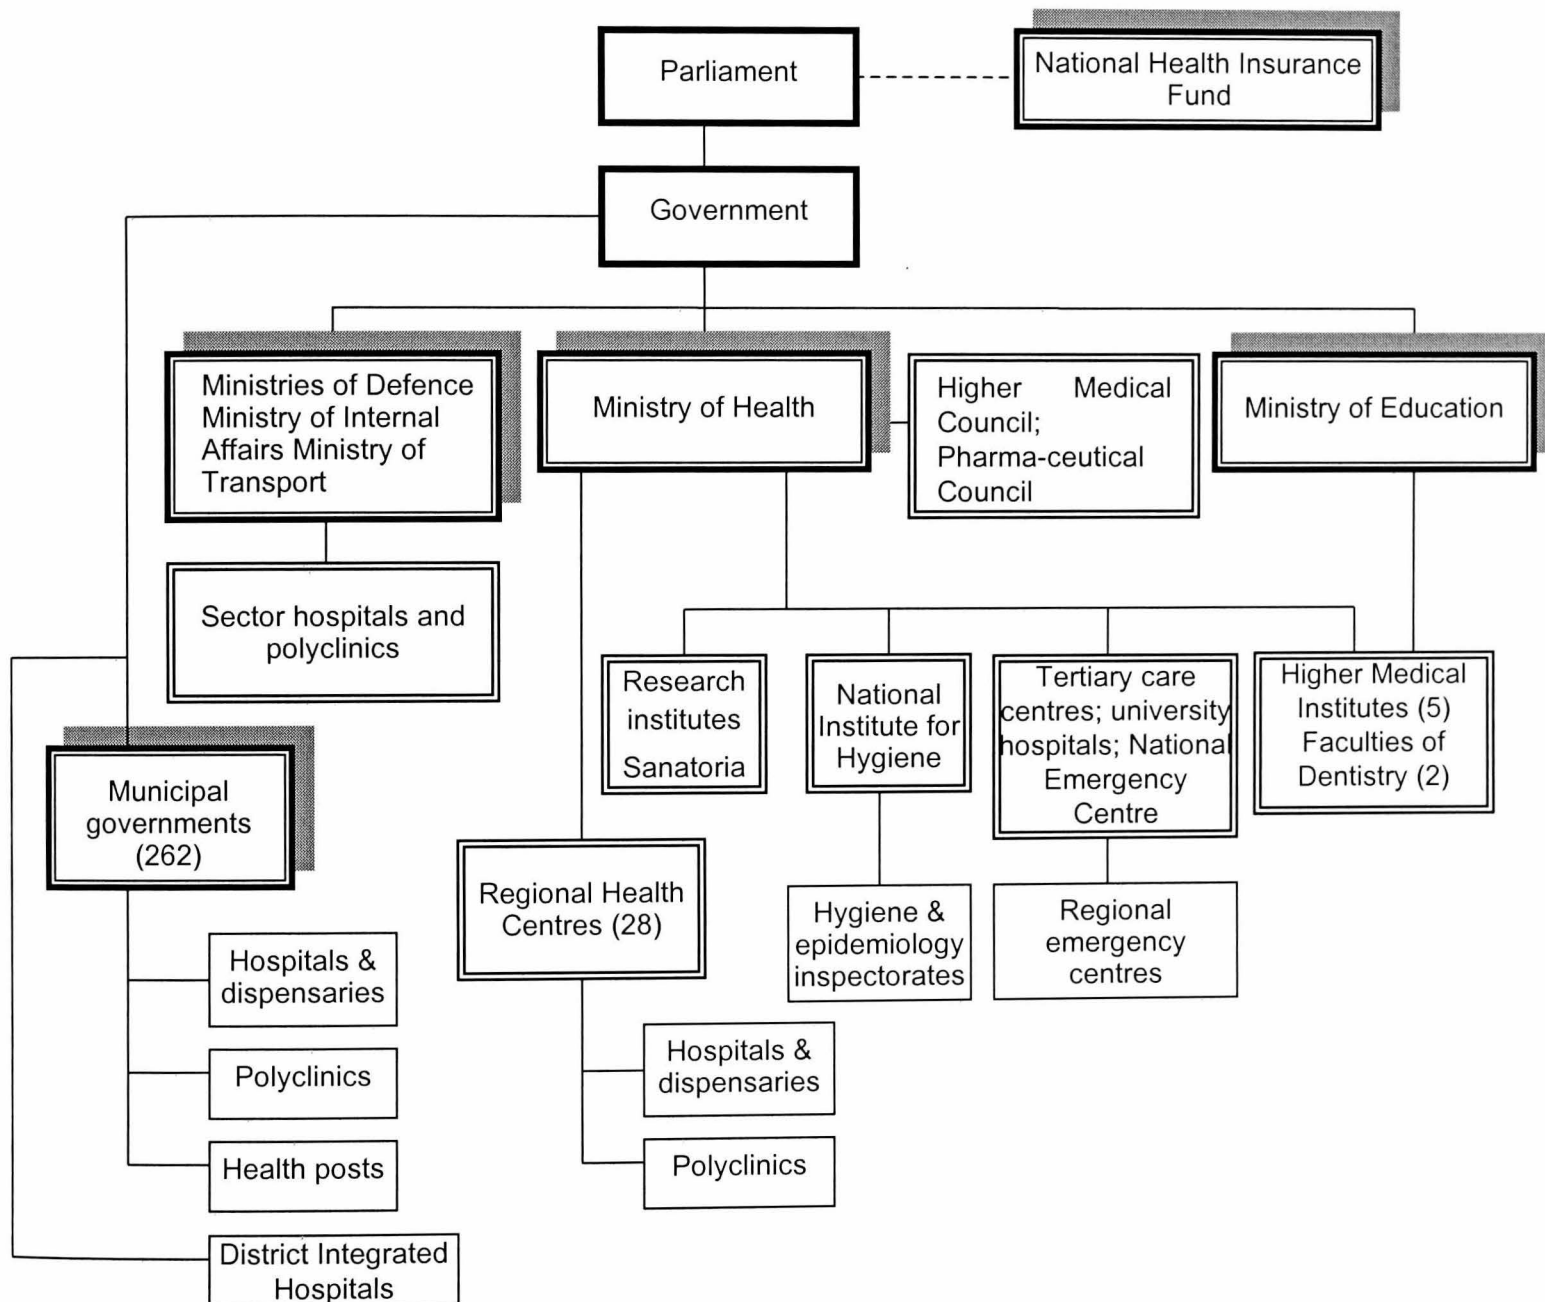 Parliament
National Health Insurance
Fund
Government
Ministries of Defence
Ministry of Internal
Affairs Ministry of
Transport
Ministry of Health
Higher Medical
Council;
Pharma-ceutical
Council
Ministry of Education
Sector hospitals and
polyclinics
Research
institutes
Sanatoria
National
Institute for
Hygiene
Tertiary care
centres; university
hospitals; National
Emergency
Centre
Higher Medical
Institutes (5)
Faculties of
Dentistry (2)
Municipal
governments
(262)
Regional Health
Centres (28)
Hygiene &
epidemiology
inspectorates
Regional
emergency
centres
Hospitals &
dispensaries
Polyclinics
Health posts
Hospitals &
dispensaries
Polyclinics
District Integrated
Hospitals